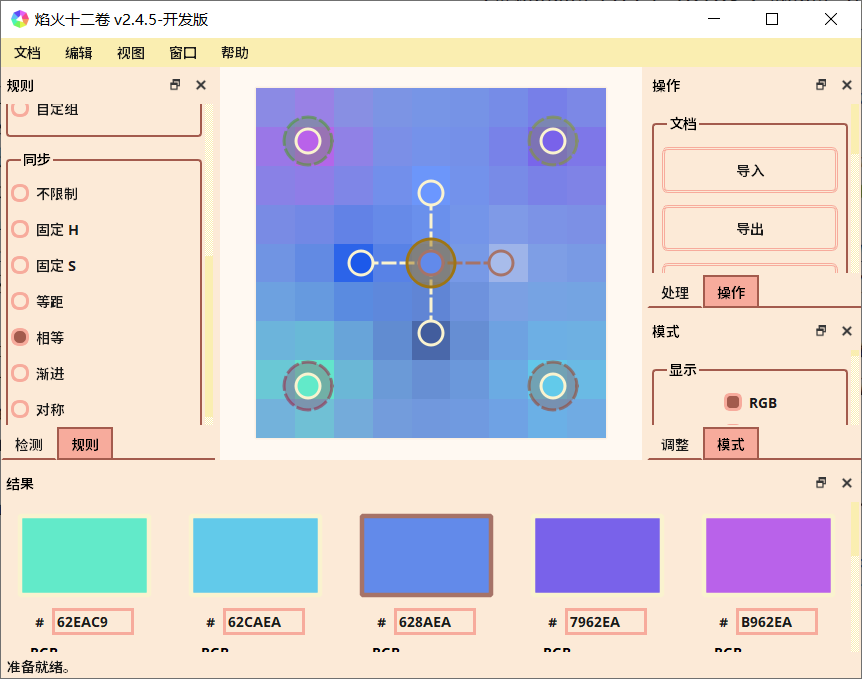 焰火十二卷 v2.4.5-开发版
文档 编辑 视图 窗口 帮助
规则
自定组
同步
不限制
固定 H
固定 S
等距
相等
渐进
对称
检测 规则
操作
文档
导入
导出
处理 操作
模式
显示
RGB
调整 模式
结果
# 62EAC9 # 62CAEA # 628AEA # 7962EA # B962EA
RGB RGB RGB RGB RGB
准备就绪。